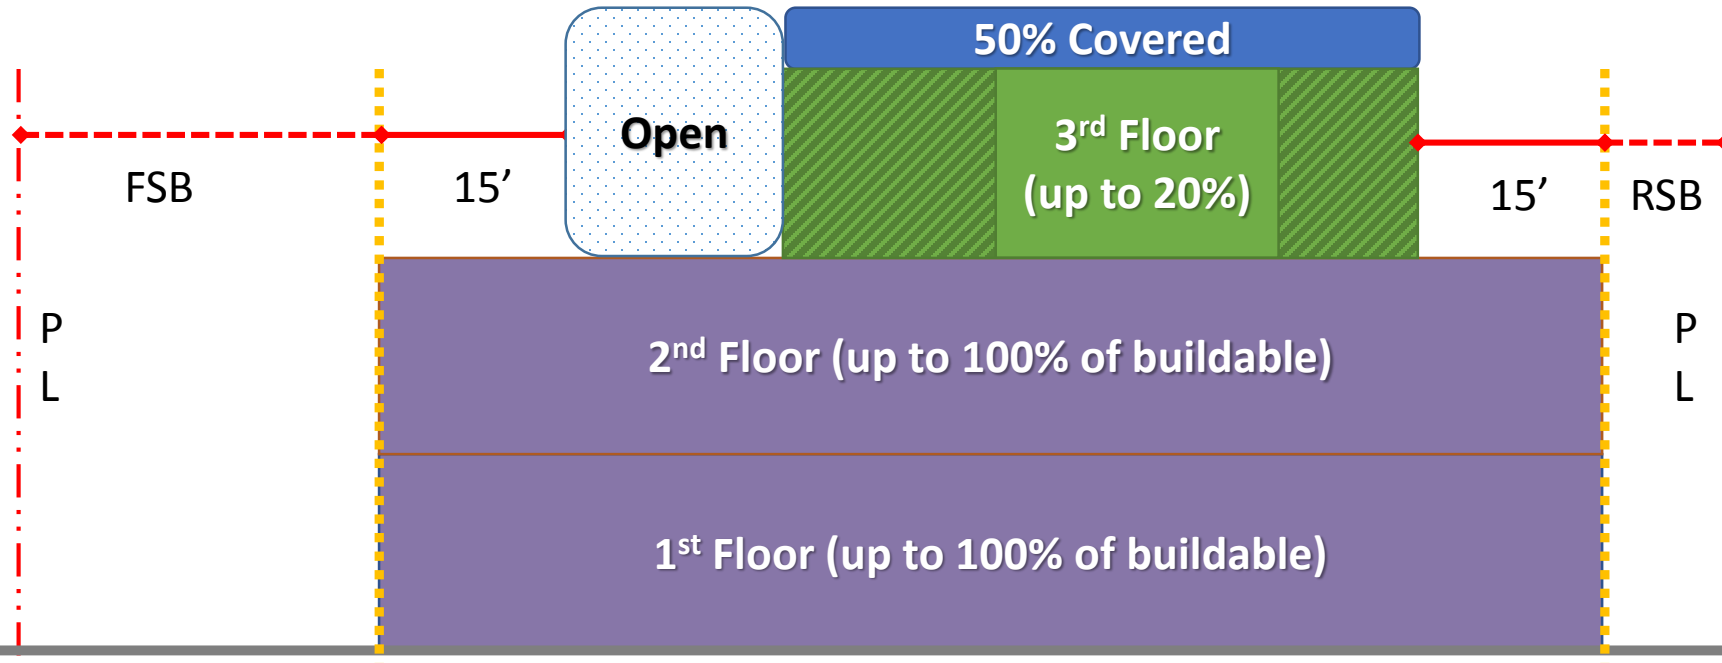 50% Covered
Open
3rd Floor
(up to 20%)
FSB
15’
15’
RSB
P
L
P
L
2nd Floor (up to 100% of buildable)
1st Floor (up to 100% of buildable)